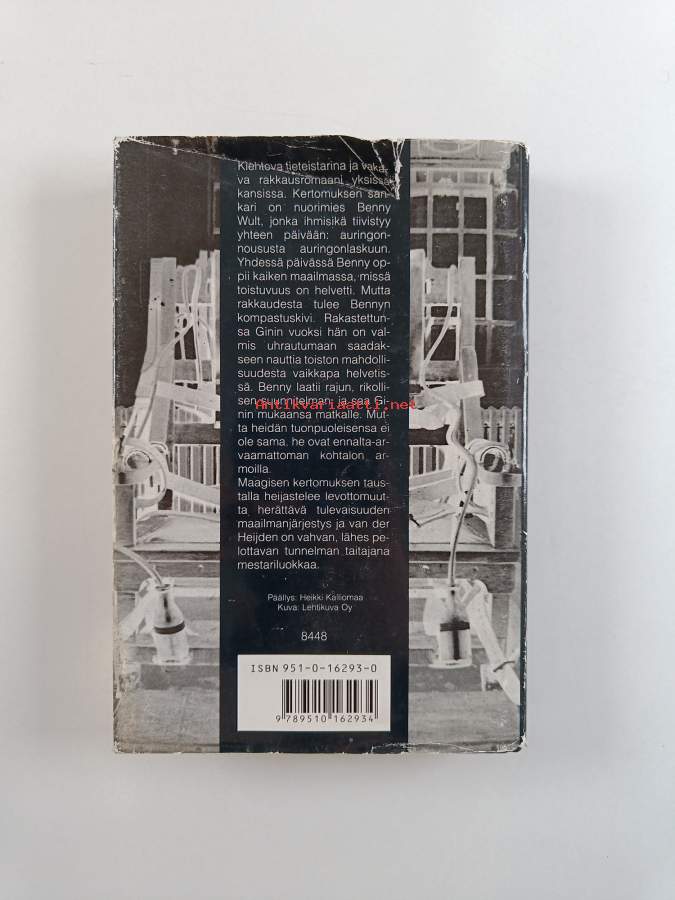 Kiehtova tieteistarina ja vaka-
va rakkausromaani yksissä
kansissa. Kertomuksen san-
kari on nuorimies Benny
Wult, jonka ihmisikä tiivistyy
yhteen päivään: auringon-
noususta auringonlaskuun.
Yhdessä päivässä Benny op-
pii kaiken maailmassa, missä
toistuvuus on helvetti. Mutta
rakkaudesta tulee Bennyn
kompastuskivi. Rakastettun-
sa Ginin vuoksi hän on val-
mis uhrautumaan saadak-
seen nauttia toiston mahdolli-
suudesta vaikkapa helvetis-
sä. Benny laatii rajun, rikolli-
sen suunnitelman ja saa Gi-
Antikvariaatti.net
nin mukaansa matkalle. Mut-
ta heidän tuonpuoleisensa ei
ole sama, he ovat ennalta-ar-
vaamattoman kohtalon ar-
moilla.
Maagisen kertomuksen taus-
talla heijastelee levottomuut-
ta herättävä tulevaisuuden
maailmanjärjestys ja van der
Heijden on vahvan, lähes pe-
lottavan tunnelman taitajana
mestariluokkaa.
Päällys: Heikki Kalliomaa
Kuva: Lehtikuva Oy
8448
ISBN 951-0-16293-0
9 789510 162934